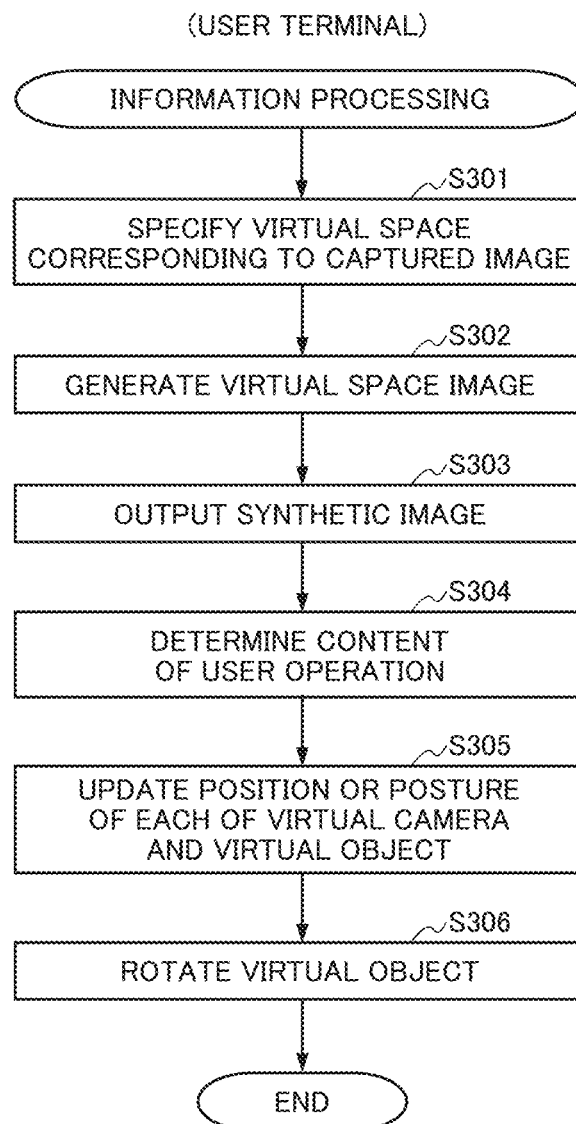 (USER TERMINAL)
INFORMATION PROCESSING
S301
SPECIFY VIRTUAL SPACE
CORRESPONDING TO CAPTURED IMAGE
S302
GENERATE VIRTUAL SPACE IMAGE
S303
OUTPUT SYNTHETIC IMAGE
S304
DETERMINE CONTENT
OF USER OPERATION
S305
UPDATE POSITION OR POSTURE
OF EACH OF VIRTUAL CAMERA
AND VIRTUAL OBJECT
S306
ROTATE VIRTUAL OBJECT
END